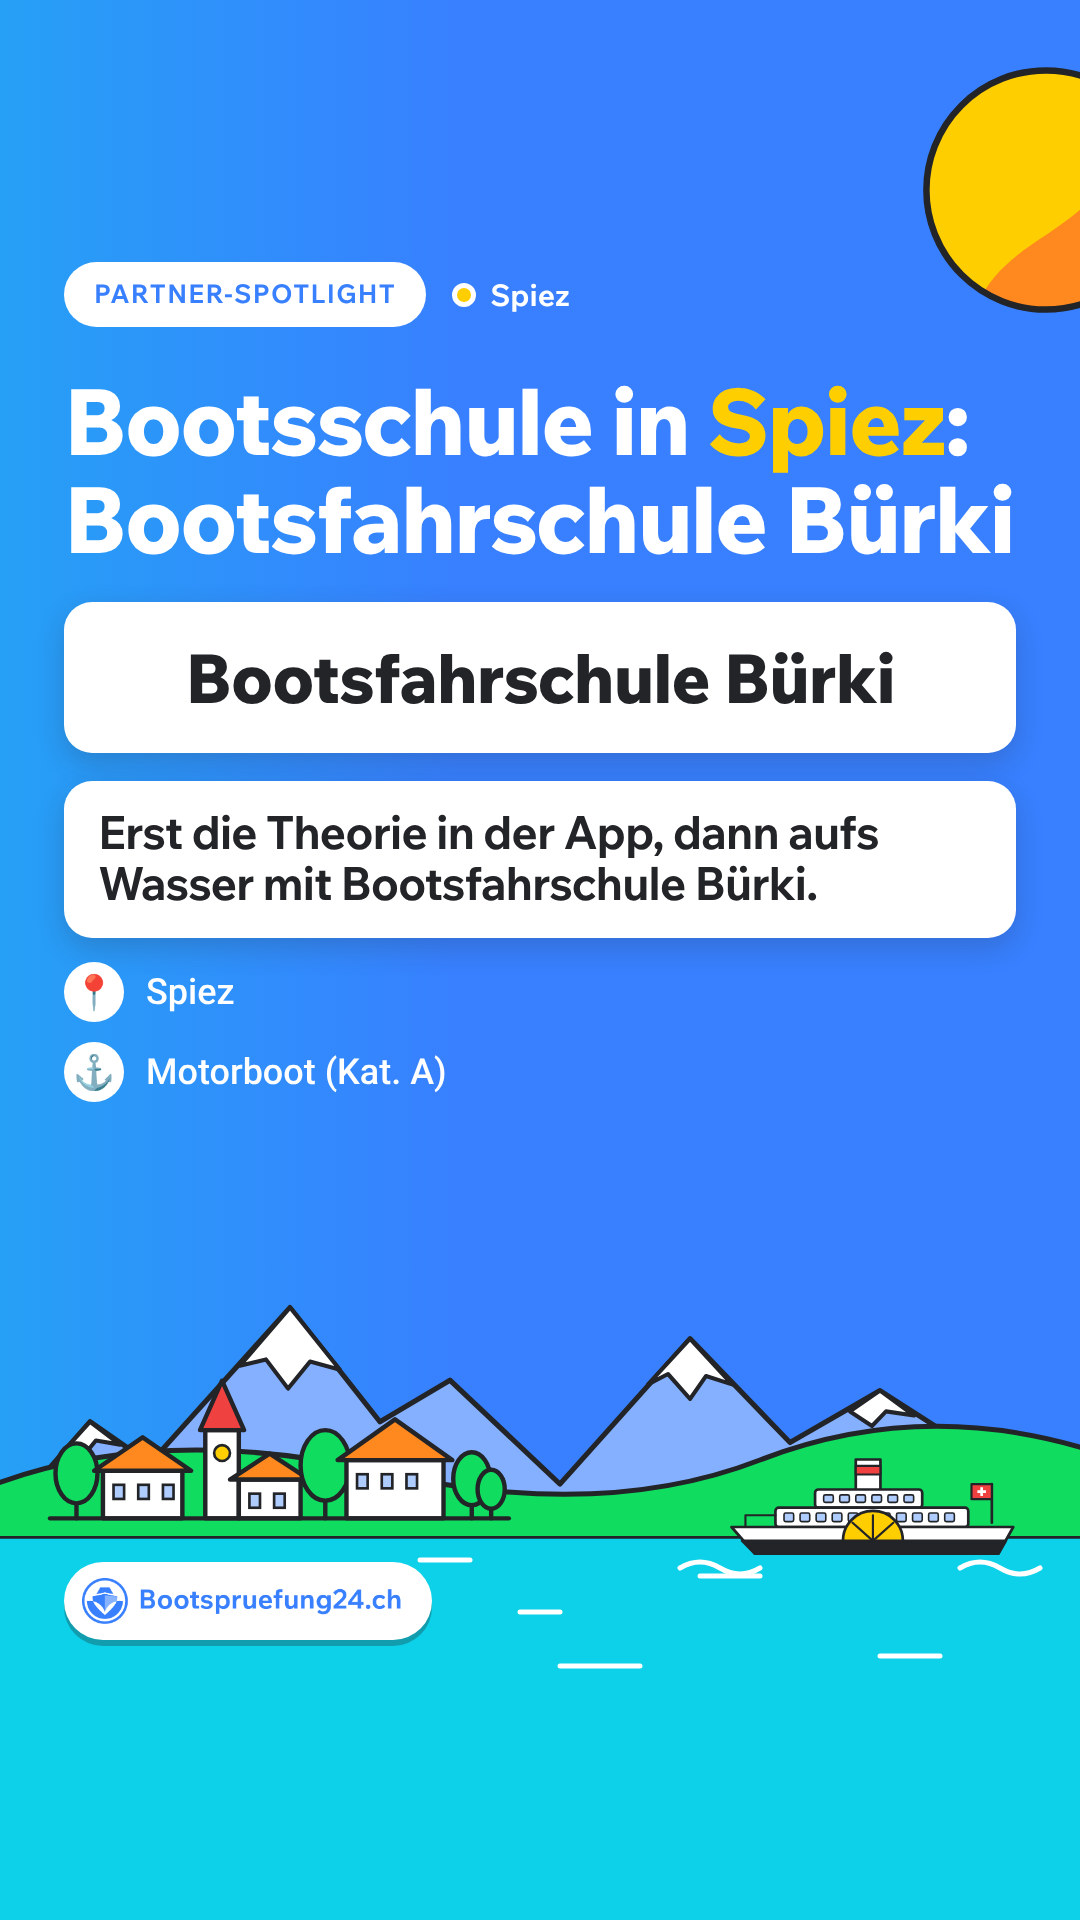 PARTNER-SPOTLIGHT
Spiez
Bootsschule in Spiez:
Bootsfahrschule Bürki
Bootsfahrschule Bürki
Erst die Theorie in der App, dann aufs
Wasser mit Bootsfahrschule Bürki.
Spiez
Motorboot (Kat. A)
Bootspruefung24.ch